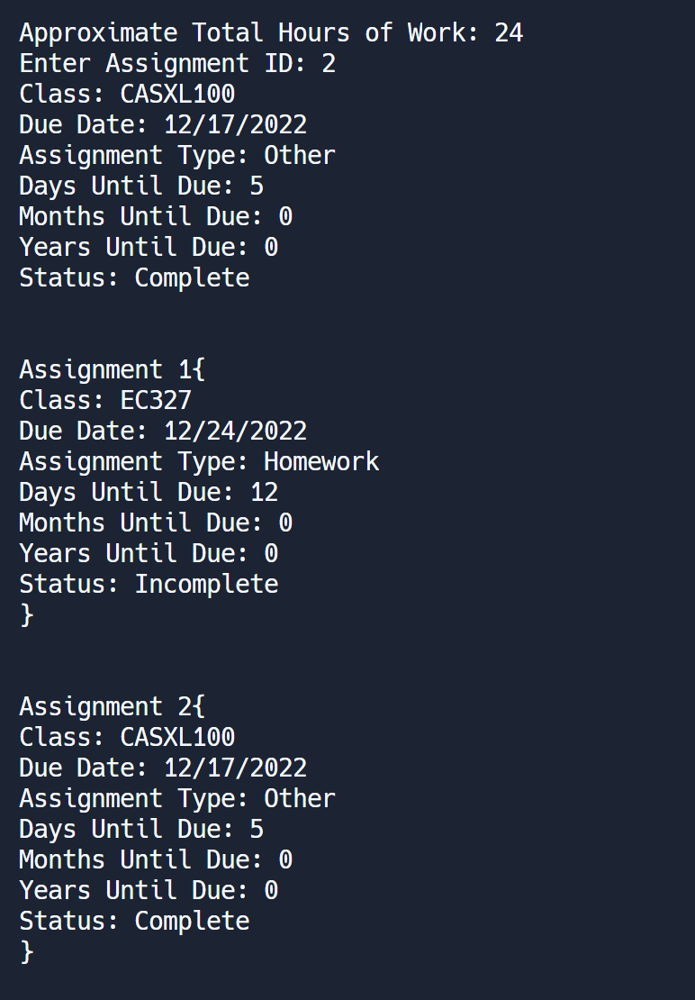 Approximate Total Hours of Work: 24
Enter Assignment ID: 2
Class: CASXL100
Due Date: 12/17/2022
Assignment Type: Other
Days Until Due: 5
Months Until Due: 0
Years Until Due: 0
Status: Complete
Assignment 1{
Class: EC327
Due Date: 12/24/2022
Assignment Type: Homework
Days Until Due: 12
Months Until Due: 0
Years Until Due: 0
Status: Incomplete
}
Assignment 2{
Class: CASXL100
Due Date: 12/17/2022
Assignment Type: Other
Days Until Due: 5
Months Until Due: 0
Years Until Due: 0
Status: Complete
}